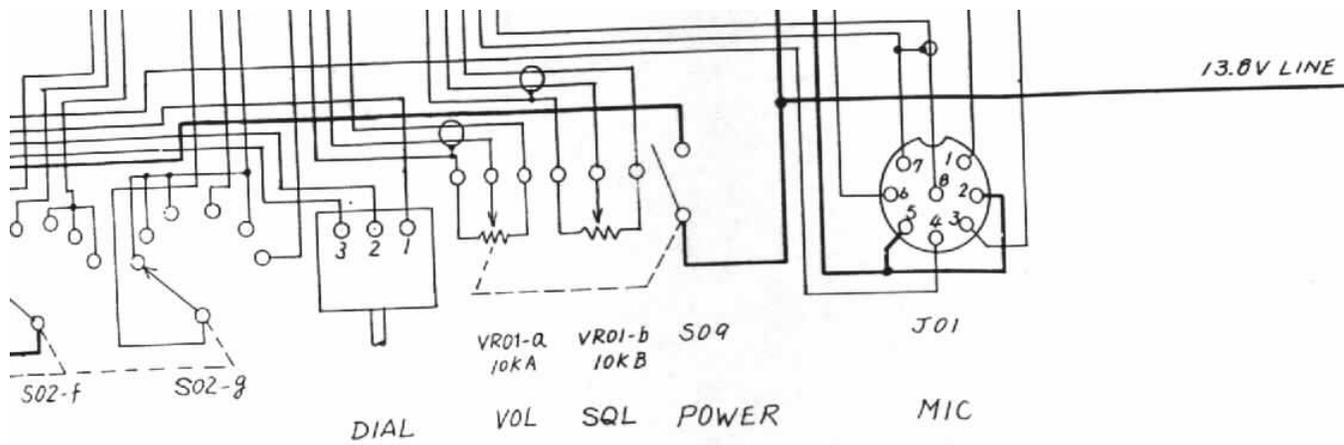 13.8V LINE
7 1
6 8 2
5 4 3
3 2 1
J01
VR01-a VR01-b S09
10KA 10KB
S02-f S02-g
DIAL VOL SQL POWER MIC